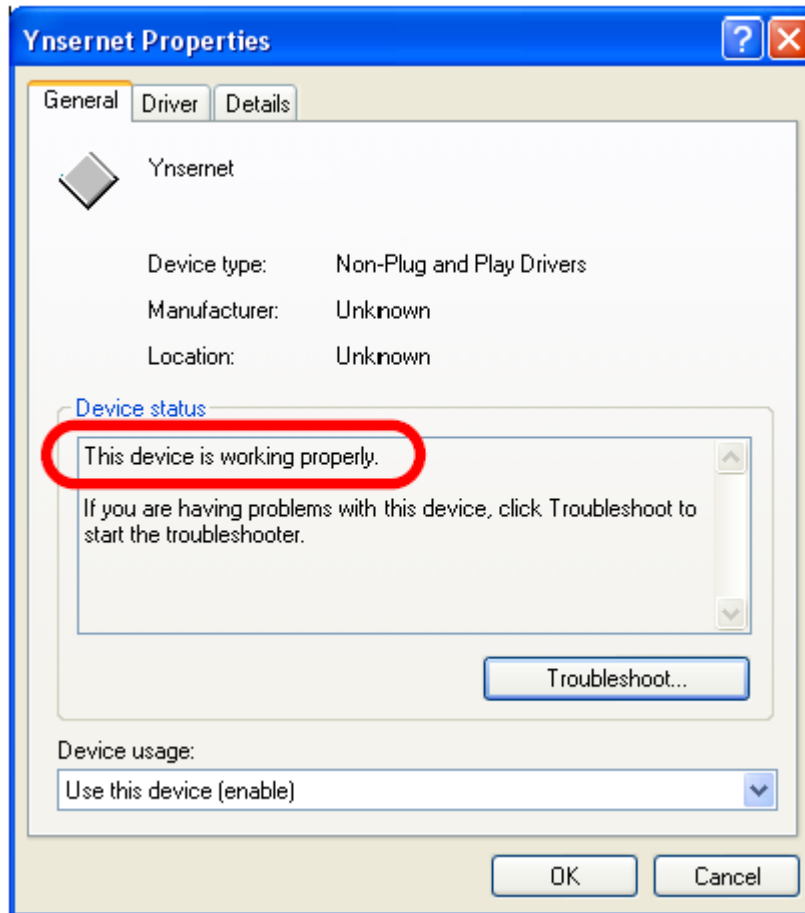 Ynsernet Properties
General Driver Details
Ynsernet
Device type: Non-Plug and Play Drivers
Manufacturer: Unknown
Location: Unknown
Device status
This device is working properly.
If you are having problems with this device, click Troubleshoot to
start the troubleshooter.
Troubleshoot...
Device usage:
Use this device (enable)
OK Cancel